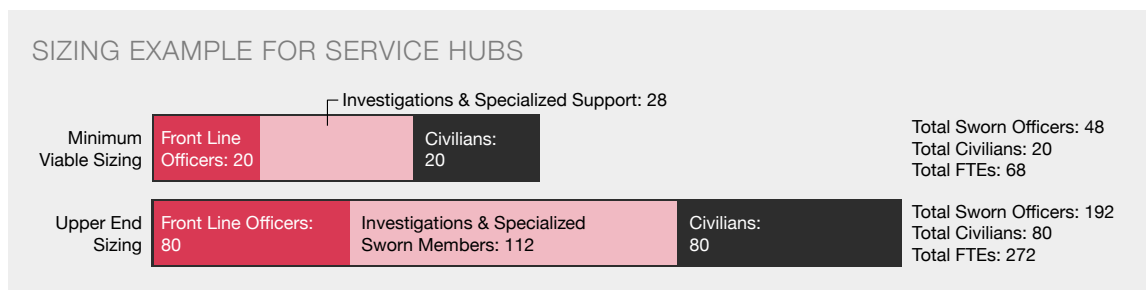 SIZING EXAMPLE FOR SERVICE HUBS
Investigations & Specialized Support: 28
Minimum
Viable Sizing
Front Line
Officers: 20
Civilians:
20
Total Sworn Officers: 48
Total Civilians: 20
Total FTEs: 68
Upper End
Sizing
Front Line Officers:
80
Investigations & Specialized
Sworn Members: 112
Civilians:
80
Total Sworn Officers: 192
Total Civilians: 80
Total FTEs: 272